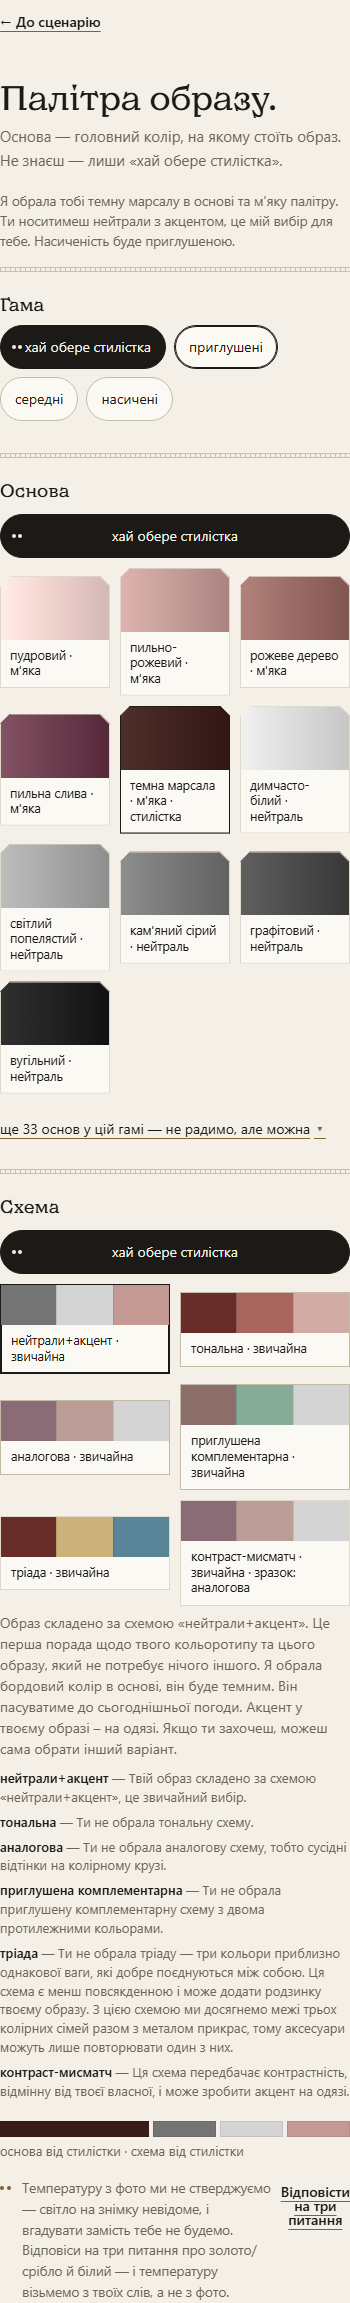 ← До сценарію
Палітра образу.
Основа — головний колір, на якому стоїть образ.
Не знаєш — лиши «хай обере стилістка».
Я обрала тобі темну марсалу в основі та м'яку палітру.
Ти носитимеш нейтрали з акцентом, це мій вибір для
тебе. Насиченість буде приглушеною.
Гама
•• хай обере стилістка
приглушені
середні
насичені
Основа
•• хай обере стилістка
пудровий ·
м'яка
пильно-
рожевий ·
м'яка
рожеве дерево
· м'яка
пильна слива ·
м'яка
темна марсала
· м'яка ·
стилістка
димчасто-
білий ·
нейтраль
світлий
попелястий ·
нейтраль
кам'яний сірий
· нейтраль
графітовий ·
нейтраль
вугільний ·
нейтраль
ще 33 основ у цій гамі — не радимо, але можна ▾
Схема
•• хай обере стилістка
нейтрали+акцент ·
звичайна
тональна · звичайна
аналогова · звичайна
приглушена
комплементарна ·
звичайна
тріада · звичайна
контраст-мисматч ·
звичайна · зразок:
аналогова
Образ складено за схемою «нейтрали+акцент». Це
перша порада щодо твого кольоротипу та цього
образу, який не потребує нічого іншого. Я обрала
бордовий колір в основі, він буде темним. Він
пасуватиме до сьогоднішньої погоди. Акцент у
твоєму образі – на одязі. Якщо ти захочеш, можеш
сама обрати інший варіант.
нейтрали+акцент — Твій образ складено за схемою
«нейтрали+акцент», це звичайний вибір.
тональна — Ти не обрала тональну схему.
аналогова — Ти не обрала аналогову схему, тобто сусідні
відтінки на колірному крузі.
приглушена комплементарна — Ти не обрала
приглушену комплементарну схему з двома
протилежними кольорами.
тріада — Ти не обрала тріаду — три кольори приблизно
однакової ваги, які добре поєднуються між собою. Ця
схема є менш повсякденною і може додати родзинку
твоєму образу. З цією схемою ми досягнемо межі трьох
колірних сімей разом з металом прикрас, тому аксесуари
можуть лише повторювати один з них.
контраст-мисматч — Ця схема передбачає контрастність,
відмінну від твоєї власної, і може зробити акцент на одязі.
основа від стилістки · схема від стилістки
•• Температуру з фото ми не стверджуємо
— світло на знімку невідоме, і
вгадувати замість тебе не будемо.
Відповіси на три питання про золото/
срібло й білий — і температуру
візьмемо з твоїх слів, а не з фото.
Відповісти
на три
питання